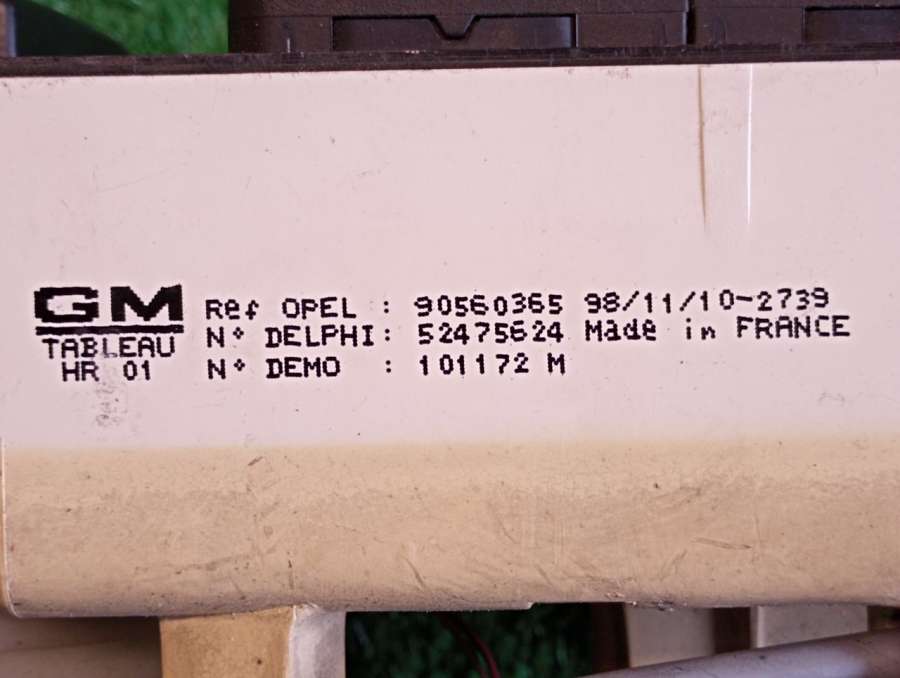 GM
TABLEAU
HR 01
Ref OPEL : 90560365 98/11/10-2739
N° DELPHI: 52475624 Made in FRANCE
N° DEMO : 101172 M